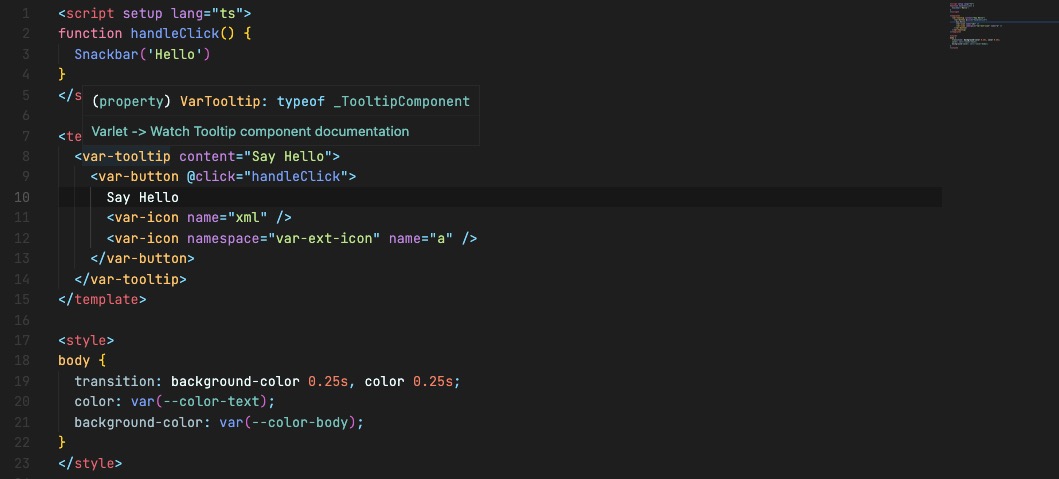 1 <script setup lang="ts">
2 function handleClick() {
3 Snackbar('Hello')
4 }
5 </s
(property) VarTooltip: typeof _TooltipComponent
Varlet -> Watch Tooltip component documentation
6
7 <te
8 <var-tooltip content="Say Hello">
9 <var-button @click="handleClick">
10 Say Hello
11 <var-icon name="xml" />
12 <var-icon namespace="var-ext-icon" name="a" />
13 </var-button>
14 </var-tooltip>
15 </template>
16
17 <style>
18 body {
19 transition: background-color 0.25s, color 0.25s;
20 color: var(--color-text);
21 background-color: var(--color-body);
22 }
23 </style>